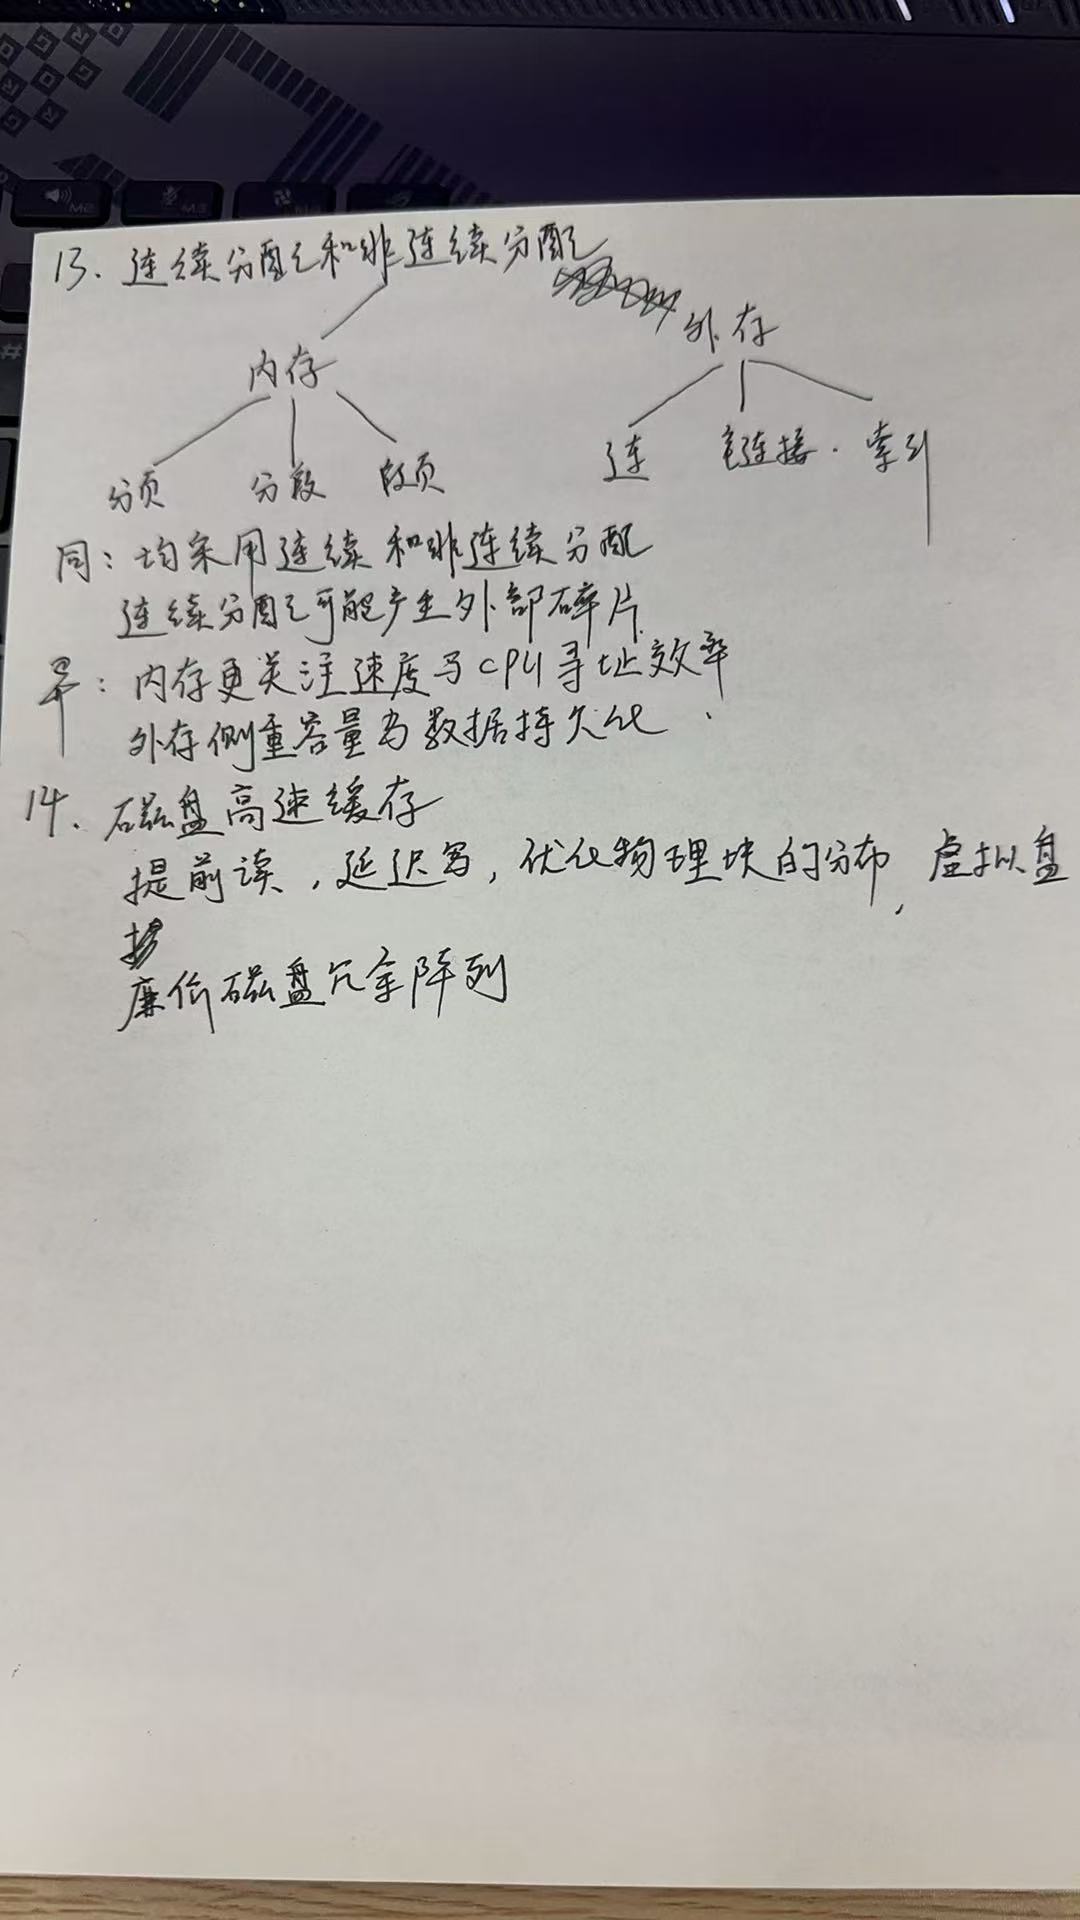 13. 连续分配和非连续分配
内存 外存
分页 分段 段页 连 链接. 索引
同: 均采用连续和非连续分配
连续分配可能产生外部碎片.
异: 内存更关注速度与CPU寻址效率
外存侧重容量与数据持久化.
14. 磁盘高速缓存
提前读, 延迟写, 优化物理块的分布, 虚拟盘
廉价磁盘冗余阵列
M2 M3
#